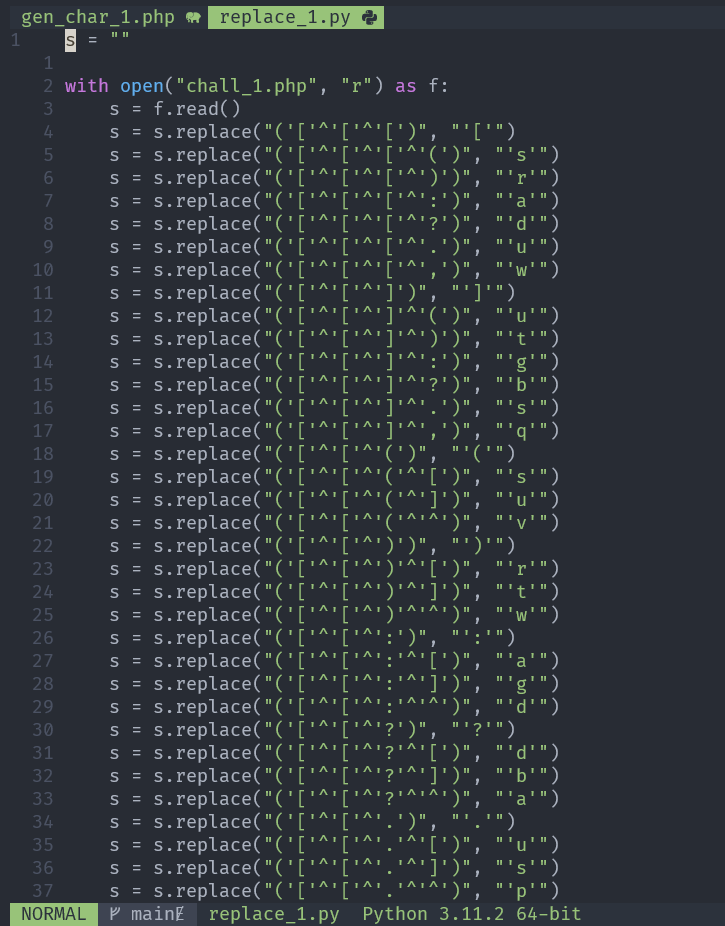 gen_char_1.php replace_1.py
1 s = ""
1
2 with open("chall_1.php", "r") as f:
3 s = f.read()
4 s = s.replace("('['^'['^'[')", "'['")
5 s = s.replace("('['^'['^'['^'(')", "'s'")
6 s = s.replace("('['^'['^'['^')')", "'r'")
7 s = s.replace("('['^'['^'['^':')", "'a'")
8 s = s.replace("('['^'['^'['^'?')", "'d'")
9 s = s.replace("('['^'['^'['^'.')", "'u'")
10 s = s.replace("('['^'['^'['^',')", "'w'")
11 s = s.replace("('['^'['^']')", "']'")
12 s = s.replace("('['^'['^']'^'(')", "'u'")
13 s = s.replace("('['^'['^']'^')')", "'t'")
14 s = s.replace("('['^'['^']'^':')", "'g'")
15 s = s.replace("('['^'['^']'^'?')", "'b'")
16 s = s.replace("('['^'['^']'^'.')", "'s'")
17 s = s.replace("('['^'['^']'^',')", "'q'")
18 s = s.replace("('['^'['^'(')", "'('")
19 s = s.replace("('['^'['^'('^'[')", "'s'")
20 s = s.replace("('['^'['^'('^']')", "'u'")
21 s = s.replace("('['^'['^'('^'^')", "'v'")
22 s = s.replace("('['^'['^')')", "')'")
23 s = s.replace("('['^'['^')'^'[')", "'r'")
24 s = s.replace("('['^'['^')'^']')", "'t'")
25 s = s.replace("('['^'['^')'^'^')", "'w'")
26 s = s.replace("('['^'['^':')", "':'")
27 s = s.replace("('['^'['^':'^'[')", "'a'")
28 s = s.replace("('['^'['^':'^']')", "'g'")
29 s = s.replace("('['^'['^':'^'^')", "'d'")
30 s = s.replace("('['^'['^'?')", "'?'")
31 s = s.replace("('['^'['^'?'^'[')", "'d'")
32 s = s.replace("('['^'['^'?'^']')", "'b'")
33 s = s.replace("('['^'['^'?'^'^')", "'a'")
34 s = s.replace("('['^'['^'.')", "'.'")
35 s = s.replace("('['^'['^'.'^'[')", "'u'")
36 s = s.replace("('['^'['^'.'^']')", "'s'")
37 s = s.replace("('['^'['^'.'^'^')", "'p'")
NORMAL main replace_1.py Python 3.11.2 64-bit